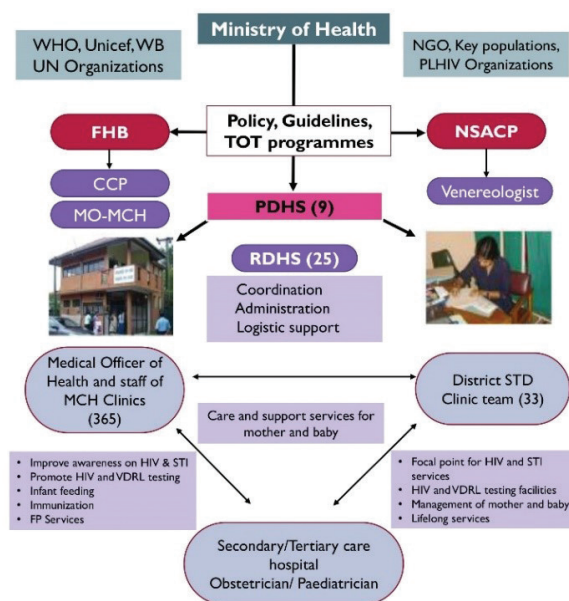 Ministry of Health
WHO, Unicef, WB
UN Organizations
NGO, Key populations,
PLHIV Organizations
Policy, Guidelines,
TOT programmes
FHB
NSACP
CCP
MO-MCH
Venereologist
PDHS (9)
RDHS (25)
Coordination
Administration
Logistic support
Medical Officer of
Health and staff of
MCH Clinics
(365)
District STD
Clinic team (33)
Care and support services for
mother and baby
• Improve awareness on HIV & STI
• Promote HIV and VDRL testing
• Infant feeding
• Immunization
• FP Services
• Focal point for HIV and STI
services
• HIV and VDRL testing facilities
• Management of mother and baby
• Lifelong services
Secondary/Tertiary care
hospital
Obstetrician/ Paediatrician